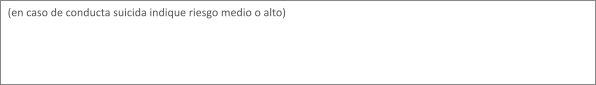 (en caso de conducta suicida indique riesgo medio o alto)